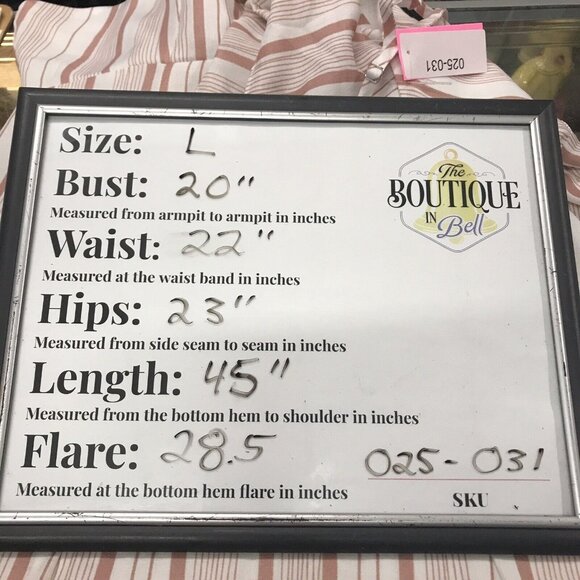 025-031
Size: L
Bust: 20"
Measured from armpit to armpit in inches
Waist: 22"
Measured at the waist band in inches
Hips: 23"
Measured from side seam to seam in inches
Length: 45"
Measured from the bottom hem to shoulder in inches
Flare: 28.5
Measured at the bottom hem flare in inches
The
BOUTIQUE
IN
Bell
025-031
SKU